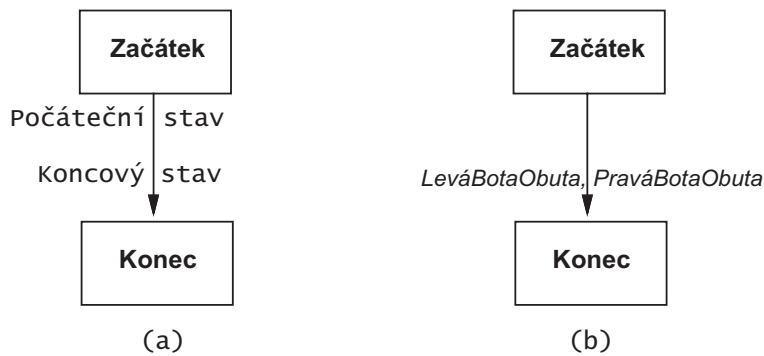 Začátek
Počáteční stav
Koncový stav
Konec
(a)
Začátek
LeváBotaObuta, PraváBotaObuta
Konec
(b)